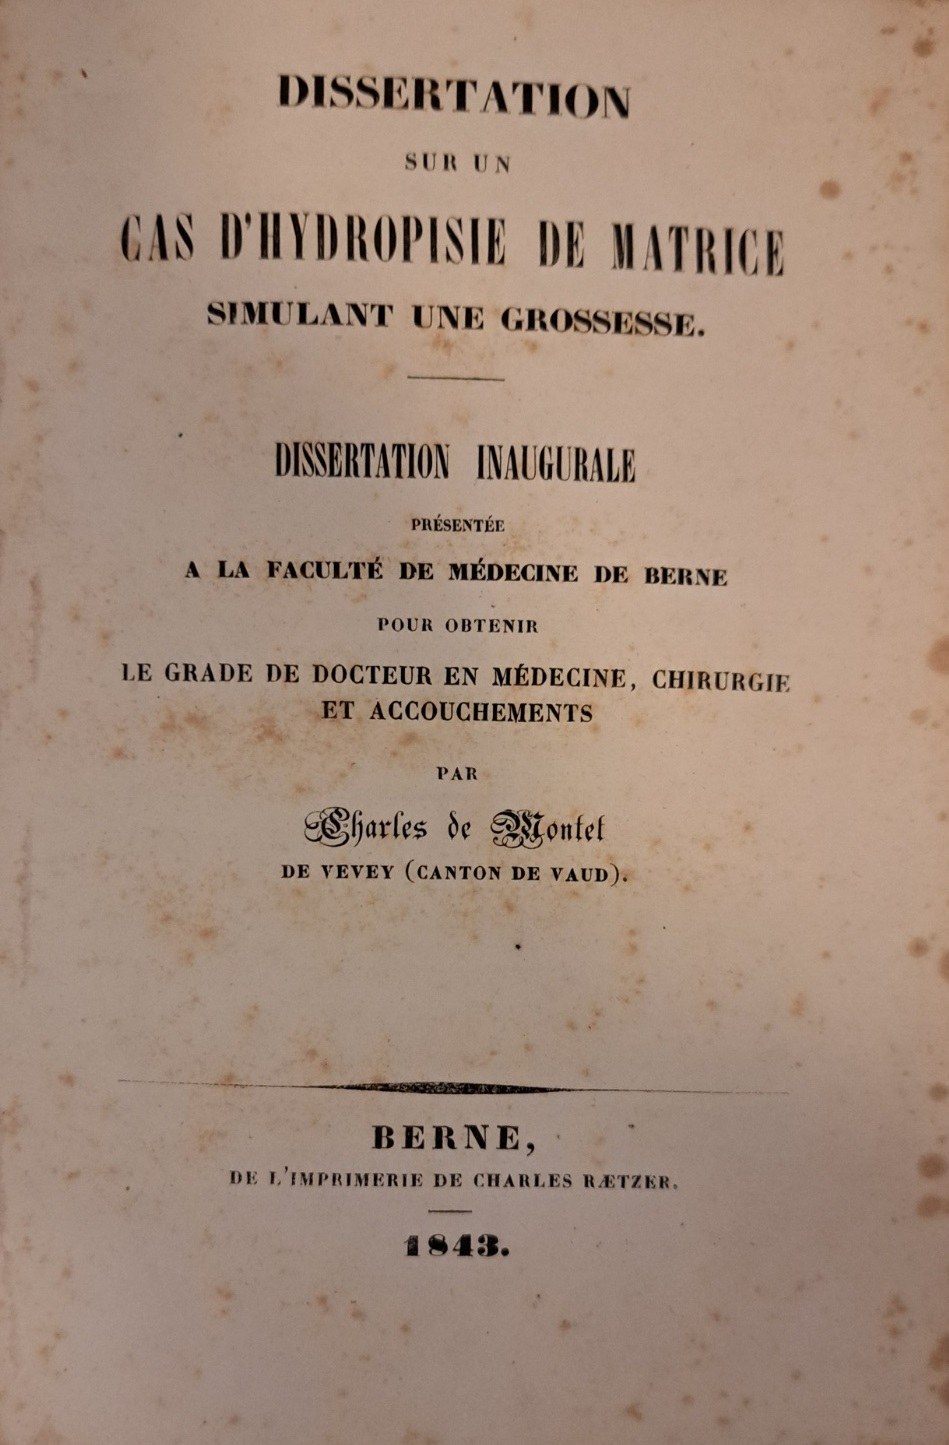 DISSERTATION
SUR UN
CAS D'HYDROPISIE DE MATRICE
SIMULANT UNE GROSSESSE.
DISSERTATION INAUGURALE
PRÉSENTÉE
A LA FACULTÉ DE MÉDECINE DE BERNE
POUR OBTENIR
LE GRADE DE DOCTEUR EN MÉDECINE, CHIRURGIE
ET ACCOUCHEMENTS
PAR
Charles de Montet
DE VEVEY (CANTON DE VAUD).
BERNE,
DE L'IMPRIMERIE DE CHARLES RÆTZER.
1843.